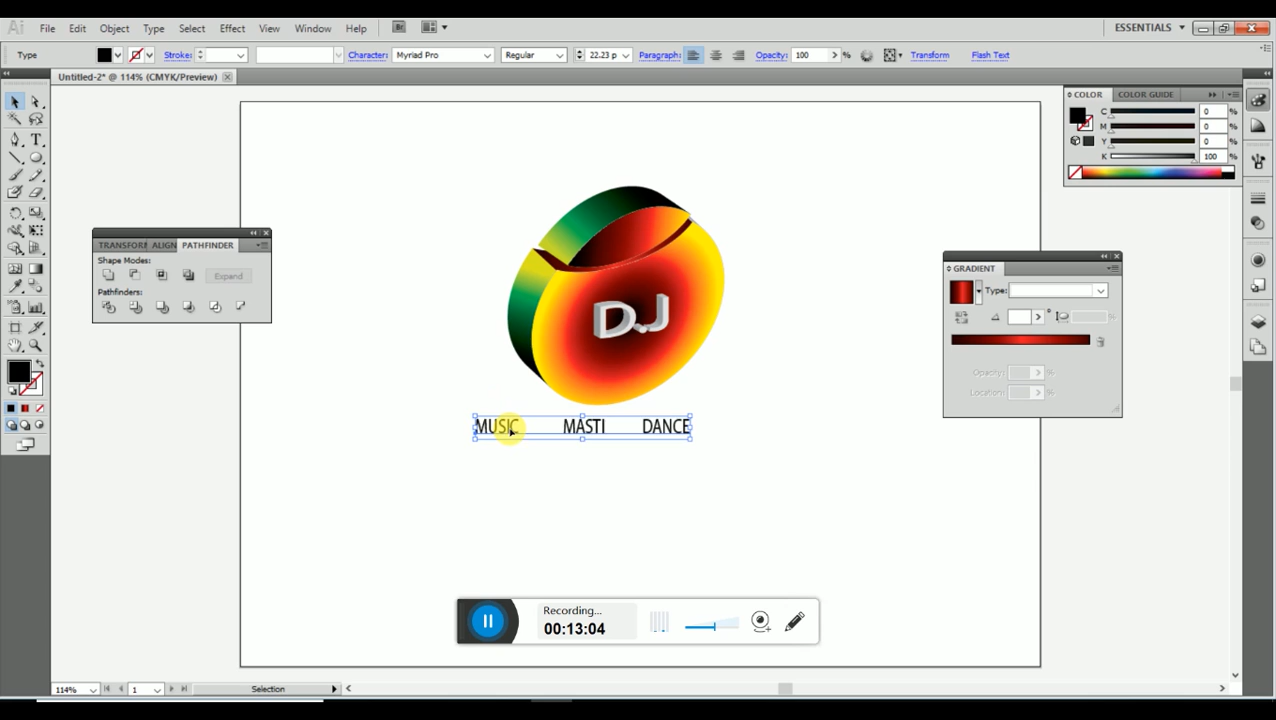 Ai File Edit Object Type Select Effect View Window Help Br ESSENTIALS
Type Stroke: Character: Myriad Pro Regular 22.23 p Paragraph: Opacity: 100 % Transform Flash Text
Untitled-2* @ 114% (CMYK/Preview)
COLOR COLOR GUIDE
C 0 %
M 0 %
Y 0 %
K 100 %
TRANSFORM ALIGN PATHFINDER
Shape Modes:
Expand
Pathfinders:
GRADIENT
Type:
%
Opacity: %
Location: %
DJ
MUSIC MASTI DANCE
Recording...
00:13:04
114% 1 Selection